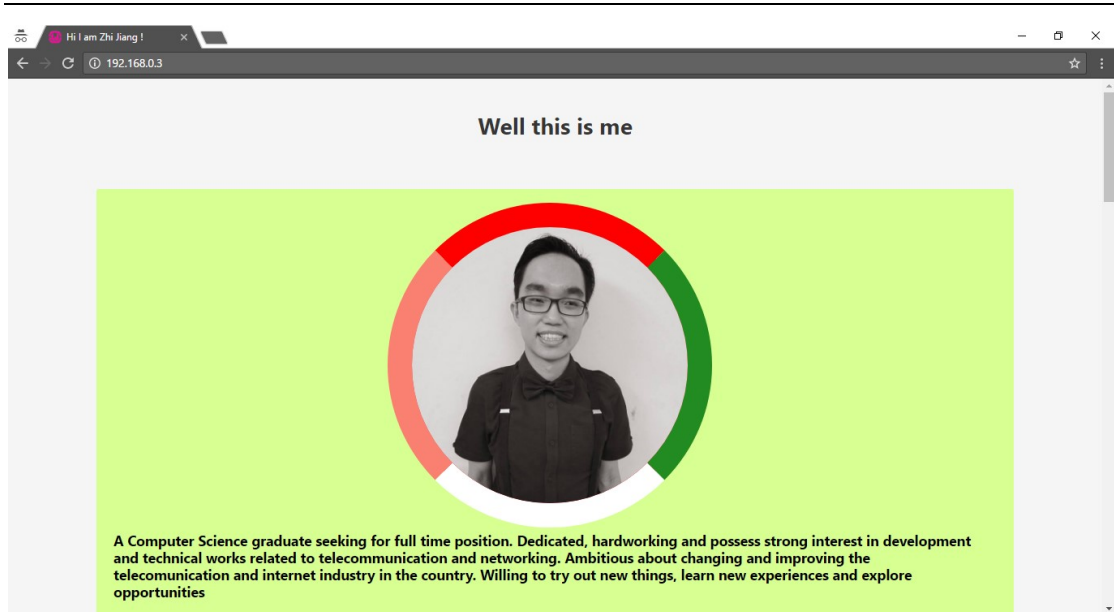 Hi I am Zhi Jiang !
192.168.0.3
Well this is me
A Computer Science graduate seeking for full time position. Dedicated, hardworking and possess strong interest in development
and technical works related to telecommunication and networking. Ambitious about changing and improving the
telecomunication and internet industry in the country. Willing to try out new things, learn new experiences and explore
opportunities